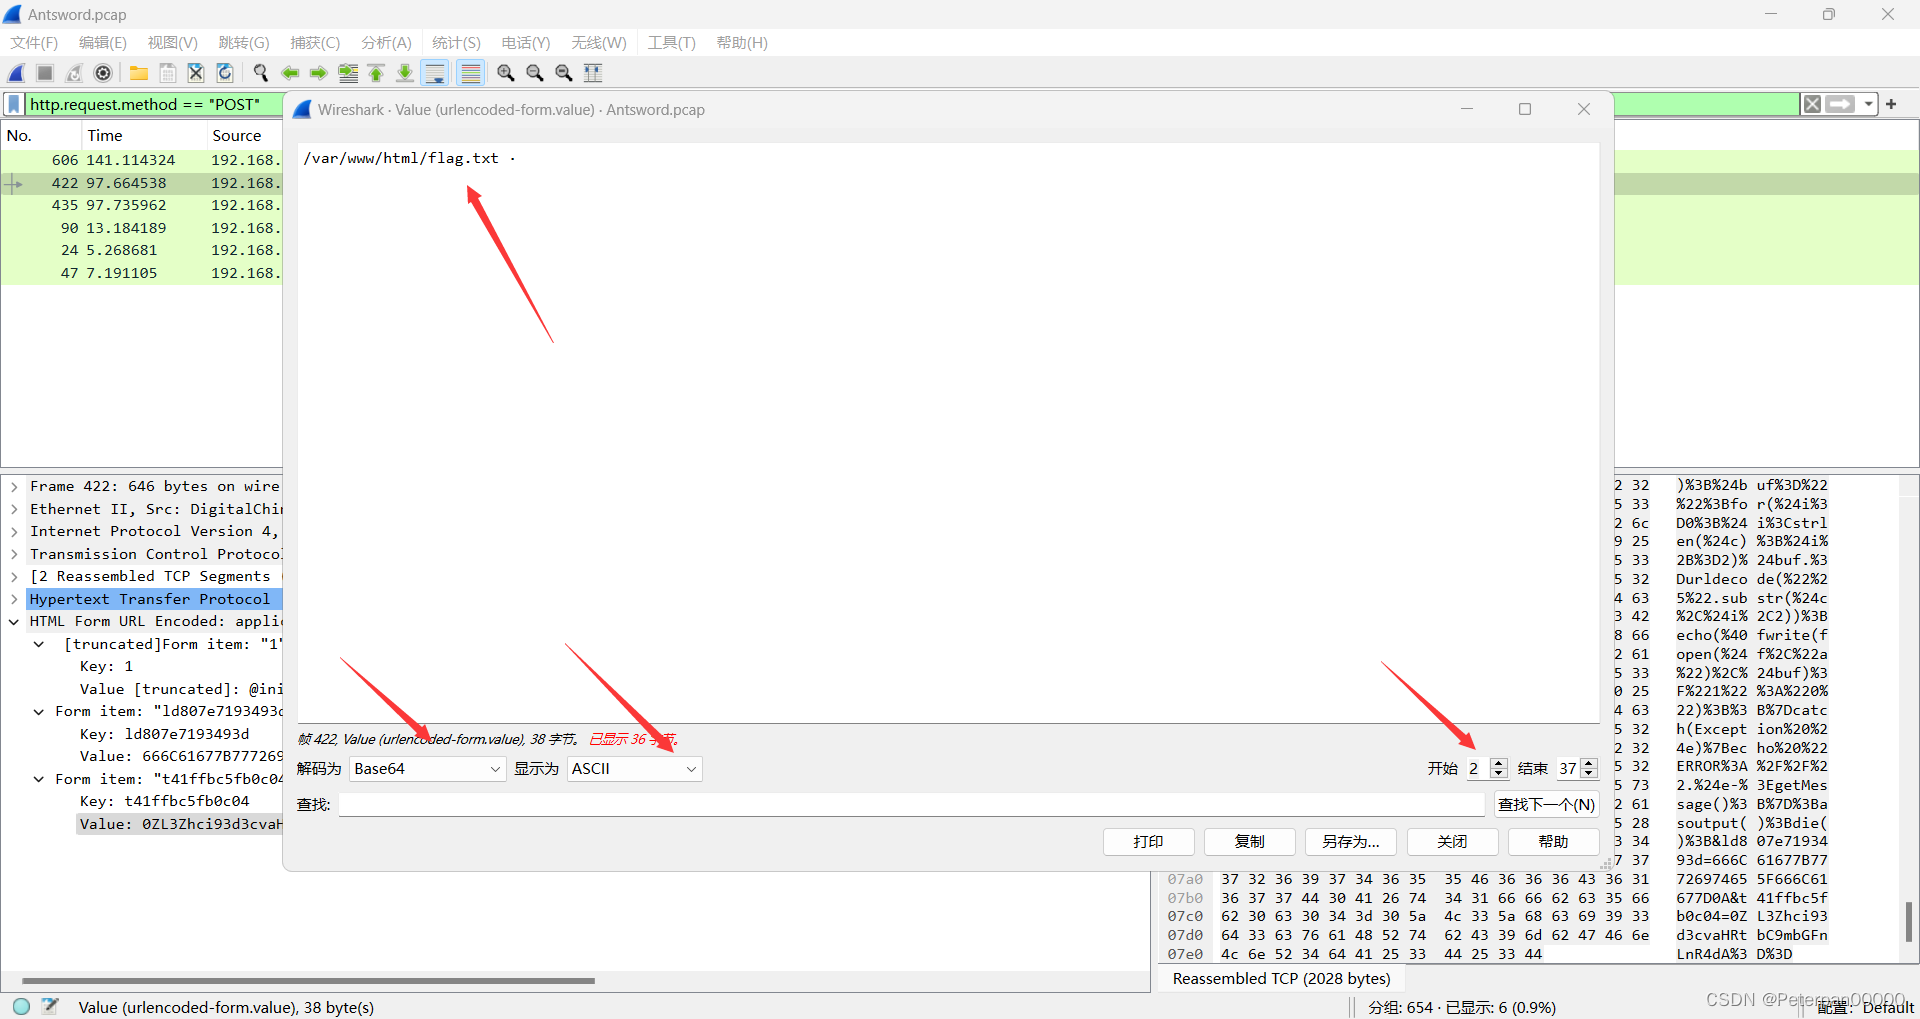 Antsword.pcap
文件(F) 编辑(E) 视图(V) 跳转(G) 捕获(C) 分析(A) 统计(S) 电话(Y) 无线(W) 工具(T) 帮助(H)
http.request.method == "POST"
Wireshark · Value (urlencoded-form.value) · Antsword.pcap
No. Time Source
606 141.114324 192.168.
422 97.664538 192.168.
435 97.735962 192.168.
90 13.184189 192.168.
24 5.268681 192.168.
47 7.191105 192.168.
/var/www/html/flag.txt ·
帧 422, Value (urlencoded-form.value), 38 字节。 已显示 36 字节。
解码为 Base64 显示为 ASCII 开始 2 结束 37
查找: 查找下一个(N)
打印 复制 另存为... 关闭 帮助
Frame 422: 646 bytes on wire
Ethernet II, Src: DigitalChi
Internet Protocol Version 4,
Transmission Control Protoco
[2 Reassembled TCP Segments
Hypertext Transfer Protocol
HTML Form URL Encoded: appli
[truncated]Form item: "1"
Key: 1
Value [truncated]: @ini
Form item: "ld807e7193493d
Key: ld807e7193493d
Value: 666C61677B777269
Form item: "t41ffbc5fb0c04
Key: t41ffbc5fb0c04
Value: 0ZL3Zhci93d3cvaH
2 32 )%3B%24b uf%3D%22
5 33 %22%3Bfo r(%24i%3
2 6c D0%3B%24 i%3Cstrl
9 25 en(%24c) %3B%24i%
5 33 2B%3D2)% 24buf.%3
5 32 Durldeco de(%22%2
4 63 5%22.sub str(%24c
3 42 %2C%24i% 2C2))%3B
8 66 echo(%40 fwrite(f
2 61 open(%24 f%2C%22a
5 33 %22)%2C% 24buf)%3
0 25 F%221%22 %3A%220%
4 63 22)%3B%3 B%7Dcatc
5 32 h(Except ion%20%2
2 32 4e)%7Bec ho%20%22
5 32 ERROR%3A %2F%2F%2
5 73 2.%24e-% 3EgetMes
2 61 sage()%3 B%7D%3Ba
5 28 soutput( )%3Bdie(
3 34 )%3B&ld8 07e71934
7 37 93d=666C 61677B77
07a0 37 32 36 39 37 34 36 35 35 46 36 36 36 43 36 31 72697465 5F666C61
07b0 36 37 37 44 30 41 26 74 34 31 66 66 62 63 35 66 677D0A&t 41ffbc5f
07c0 62 30 63 30 34 3d 30 5a 4c 33 5a 68 63 69 39 33 b0c04=0Z L3Zhci93
07d0 64 33 63 76 61 48 52 74 62 43 39 6d 62 47 46 6e d3cvaHRt bC9mbGFn
07e0 4c 6e 52 34 64 41 25 33 44 25 33 44 LnR4dA%3 D%3D
Reassembled TCP (2028 bytes)
Value (urlencoded-form.value), 38 byte(s) 分组: 654 · 已显示: 6 (0.9%) 配置: Default
CSDN @Peterpan00000